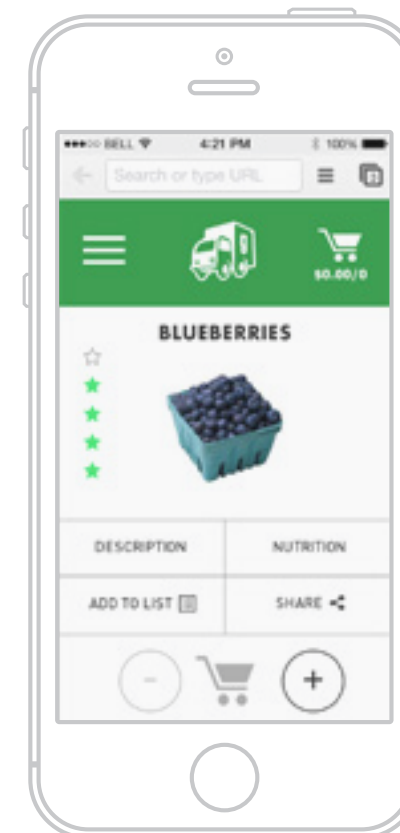 BELL 4:21 PM 100%
Search or type URL
$0.00/0
BLUEBERRIES
DESCRIPTION NUTRITION
ADD TO LIST SHARE
- +